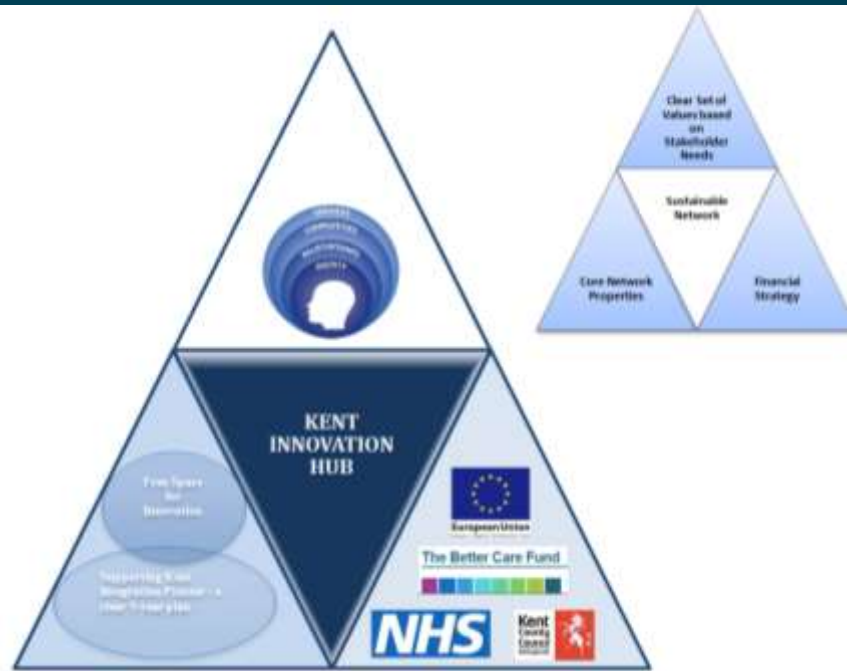 Clear Set of
Values based
on
Stakeholder
Needs
Sustainable
Network
Core Network
Properties
Financial
Strategy
KENT
INNOVATION
HUB
Free Space
for
Innovation
Supporting Kent
Integration Pioneer – a
clear 5 year plan
European Union
The Better Care Fund
NHS
Kent
County
Council